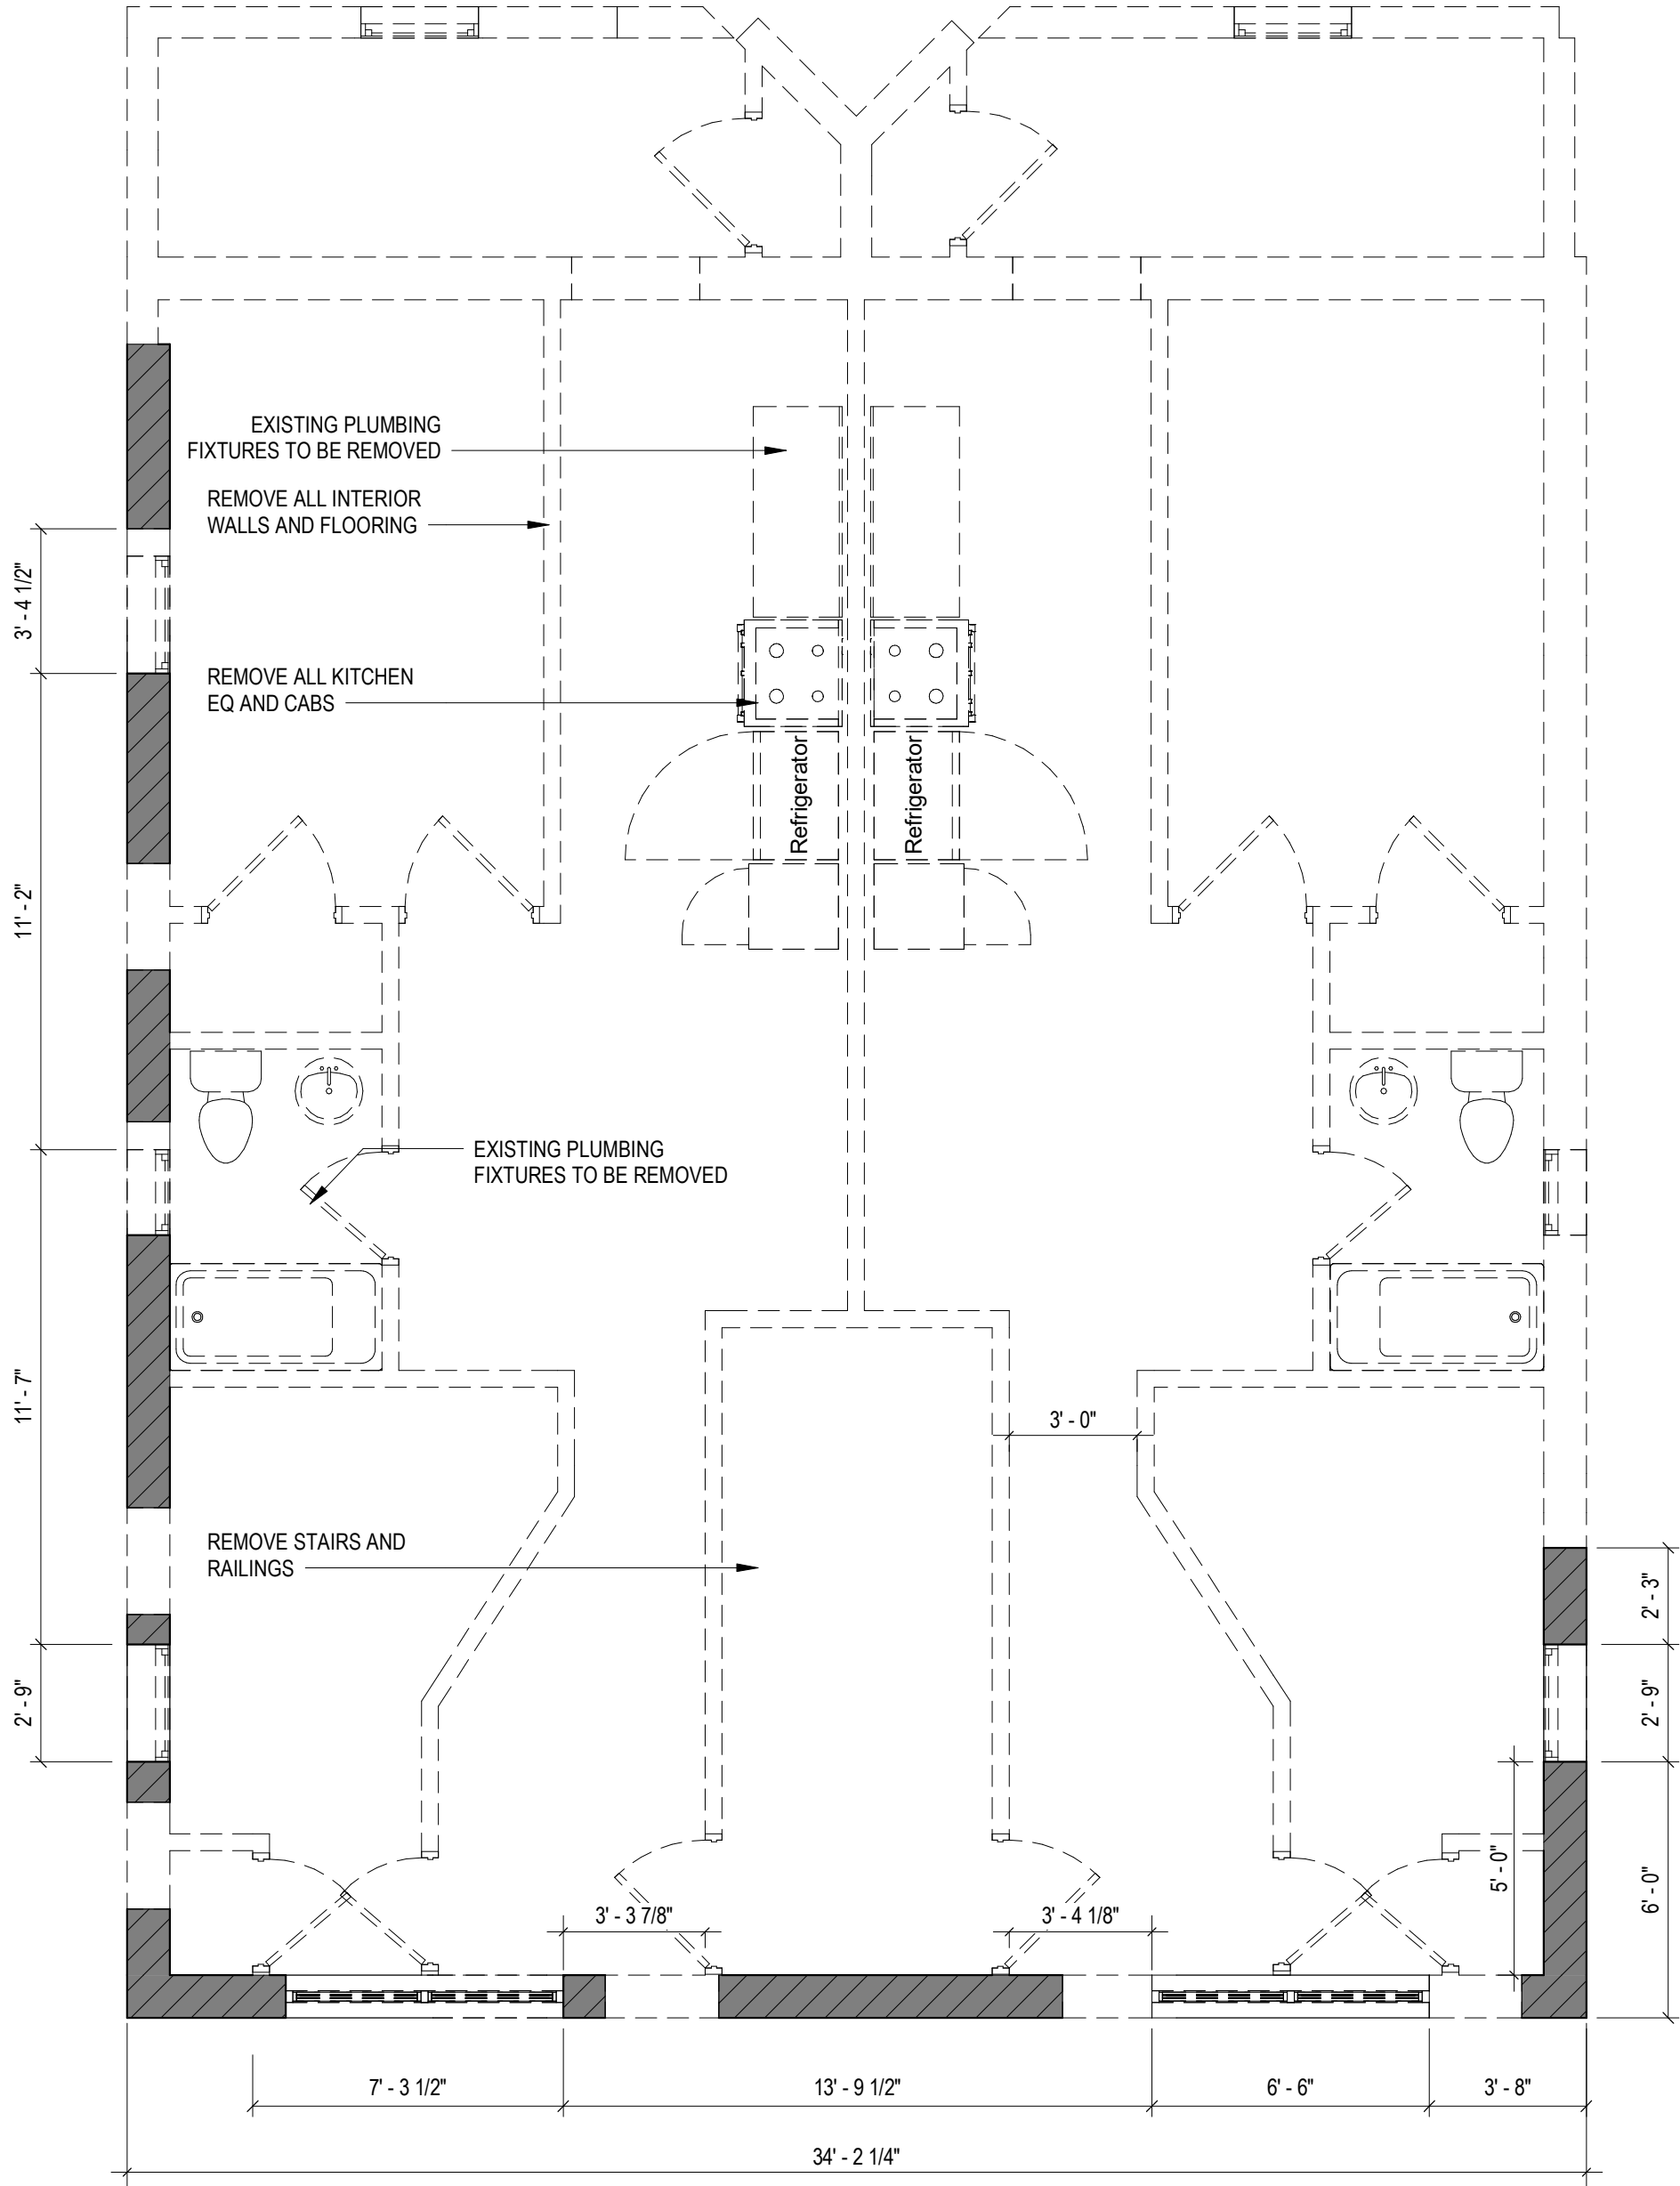 EXISTING PLUMBING
FIXTURES TO BE REMOVED
REMOVE ALL INTERIOR
WALLS AND FLOORING
3' - 4 1/2"
REMOVE ALL KITCHEN
EQ AND CABS
Refrigerator
Refrigerator
11' - 2"
EXISTING PLUMBING
FIXTURES TO BE REMOVED
11' - 7"
3' - 0"
REMOVE STAIRS AND
RAILINGS
2' - 3"
2' - 9"
2' - 9"
5' - 0"
6' - 0"
3' - 3 7/8"
3' - 4 1/8"
7' - 3 1/2"
13' - 9 1/2"
6' - 6"
3' - 8"
34' - 2 1/4"